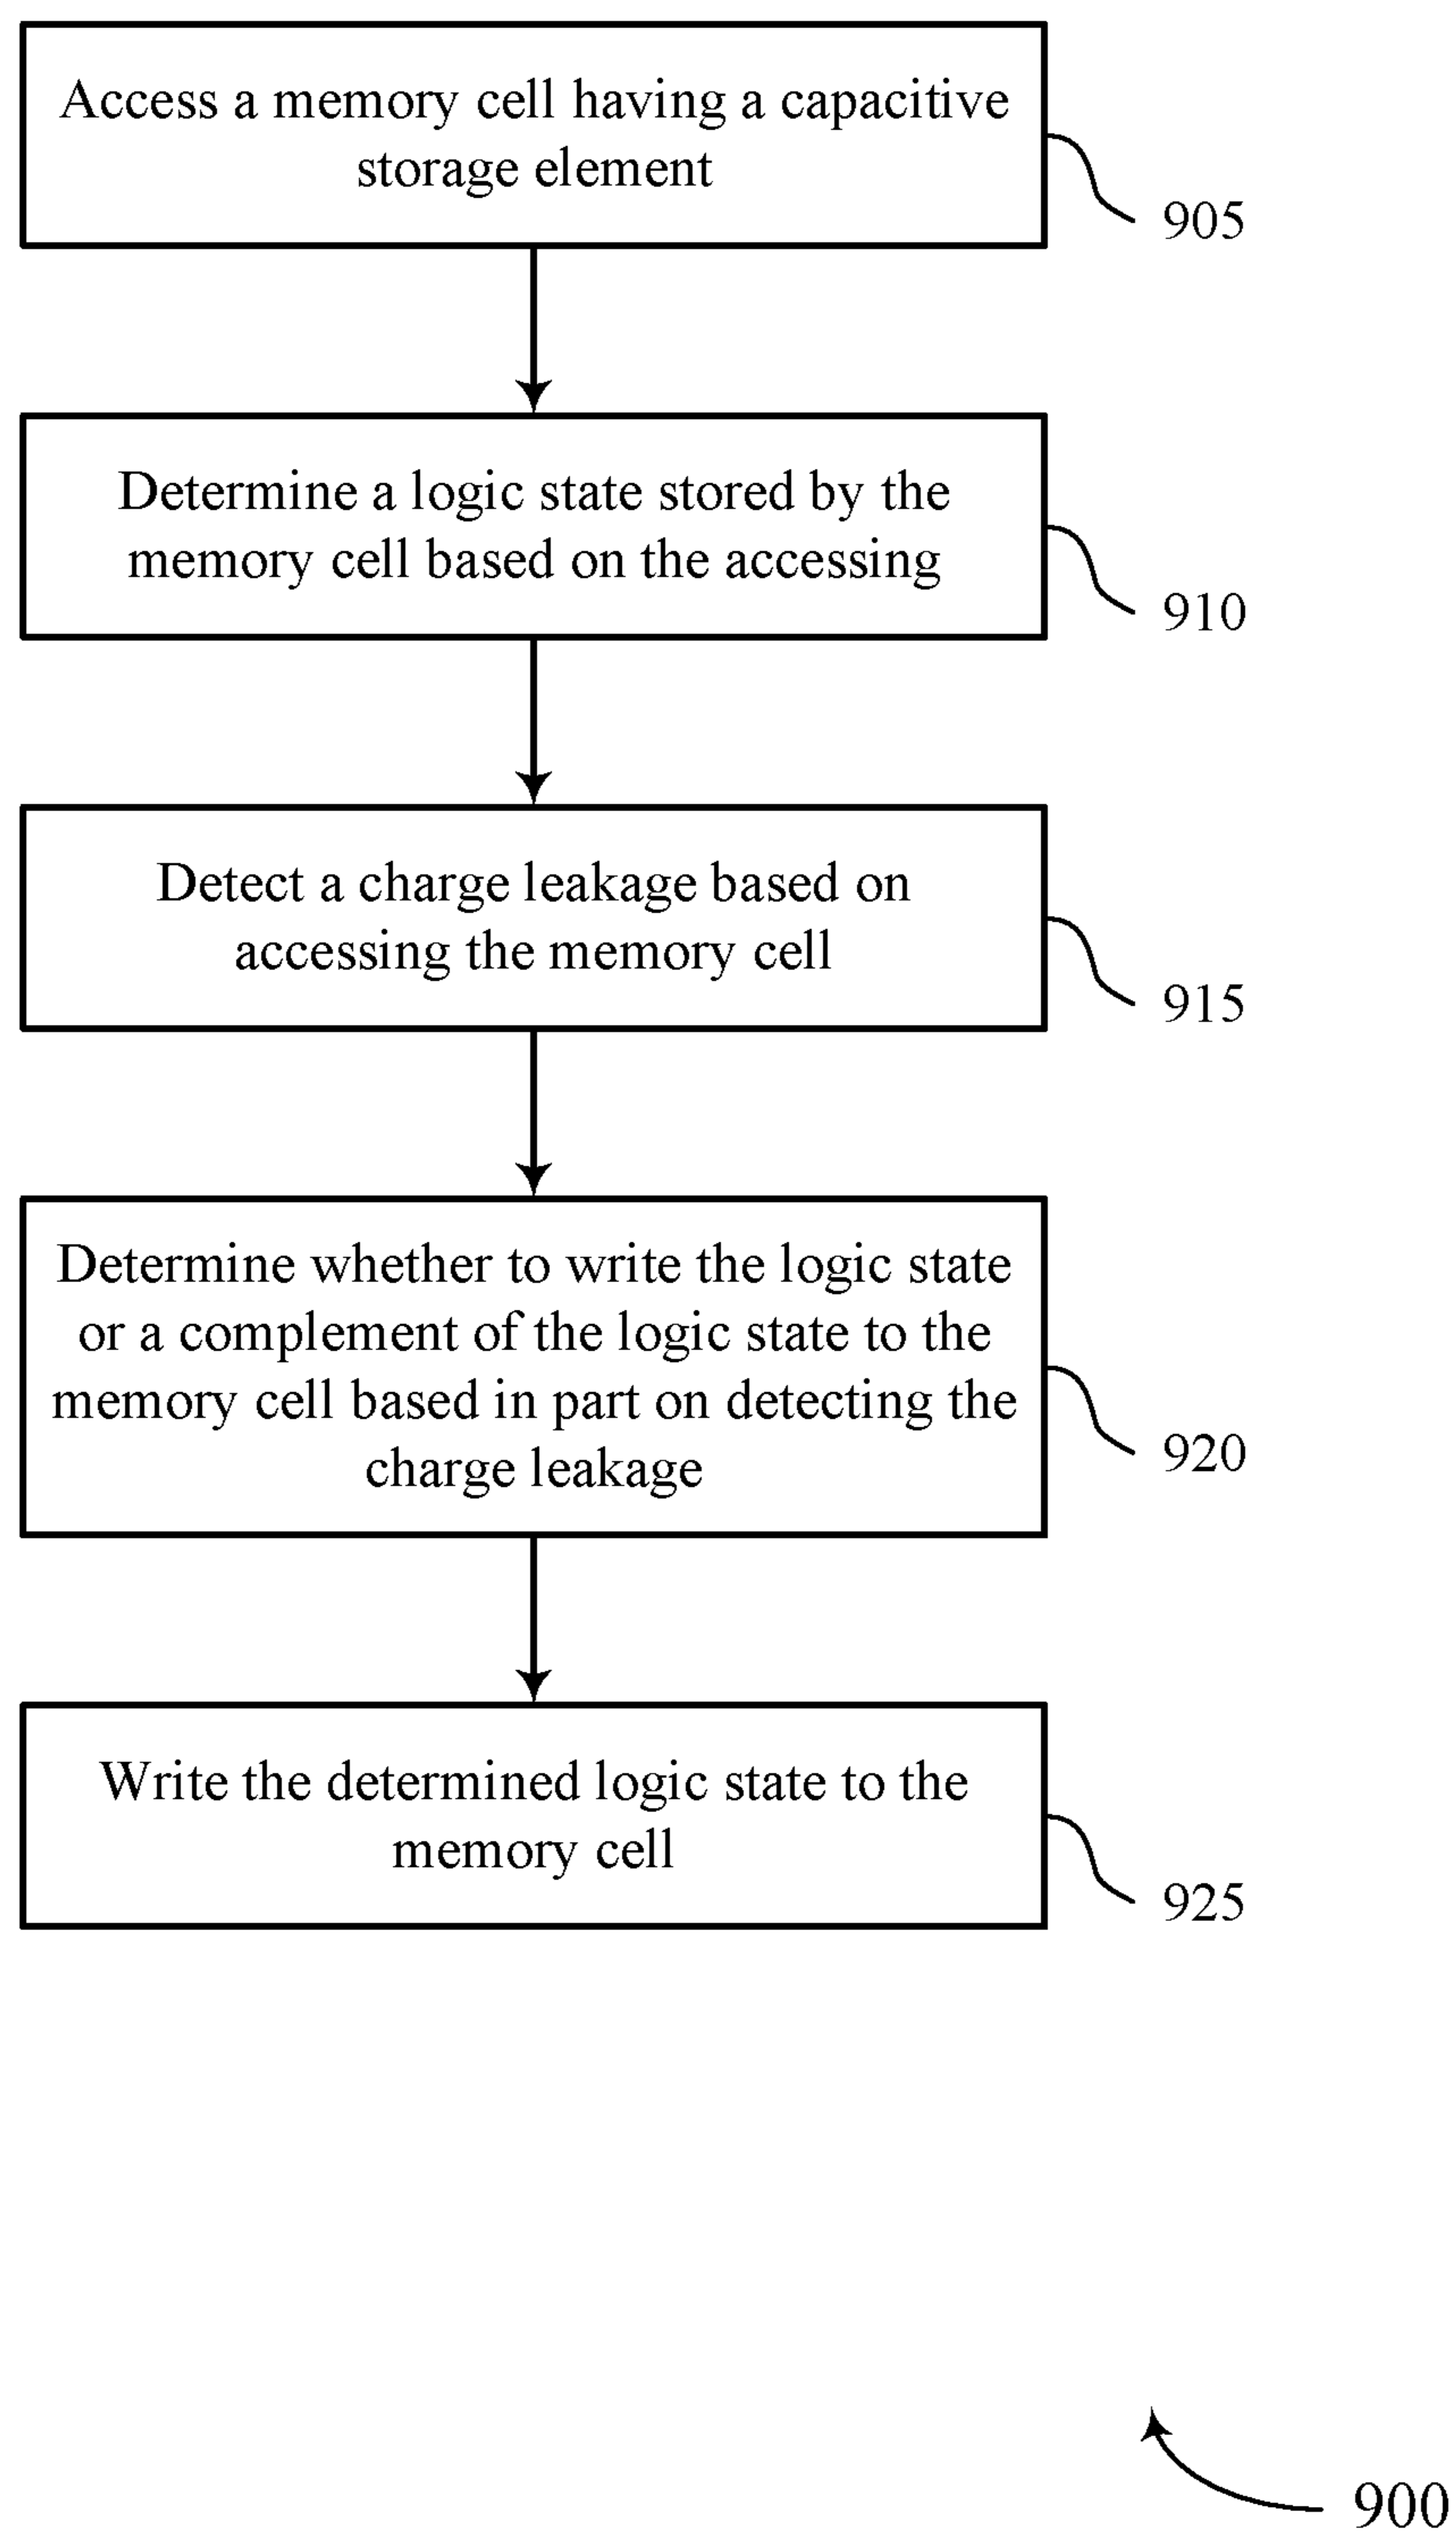 Access a memory cell having a capacitive
storage element
905
Determine a logic state stored by the
memory cell based on the accessing
910
Detect a charge leakage based on
accessing the memory cell
915
Determine whether to write the logic state
or a complement of the logic state to the
memory cell based in part on detecting the
charge leakage
920
Write the determined logic state to the
memory cell
925
900